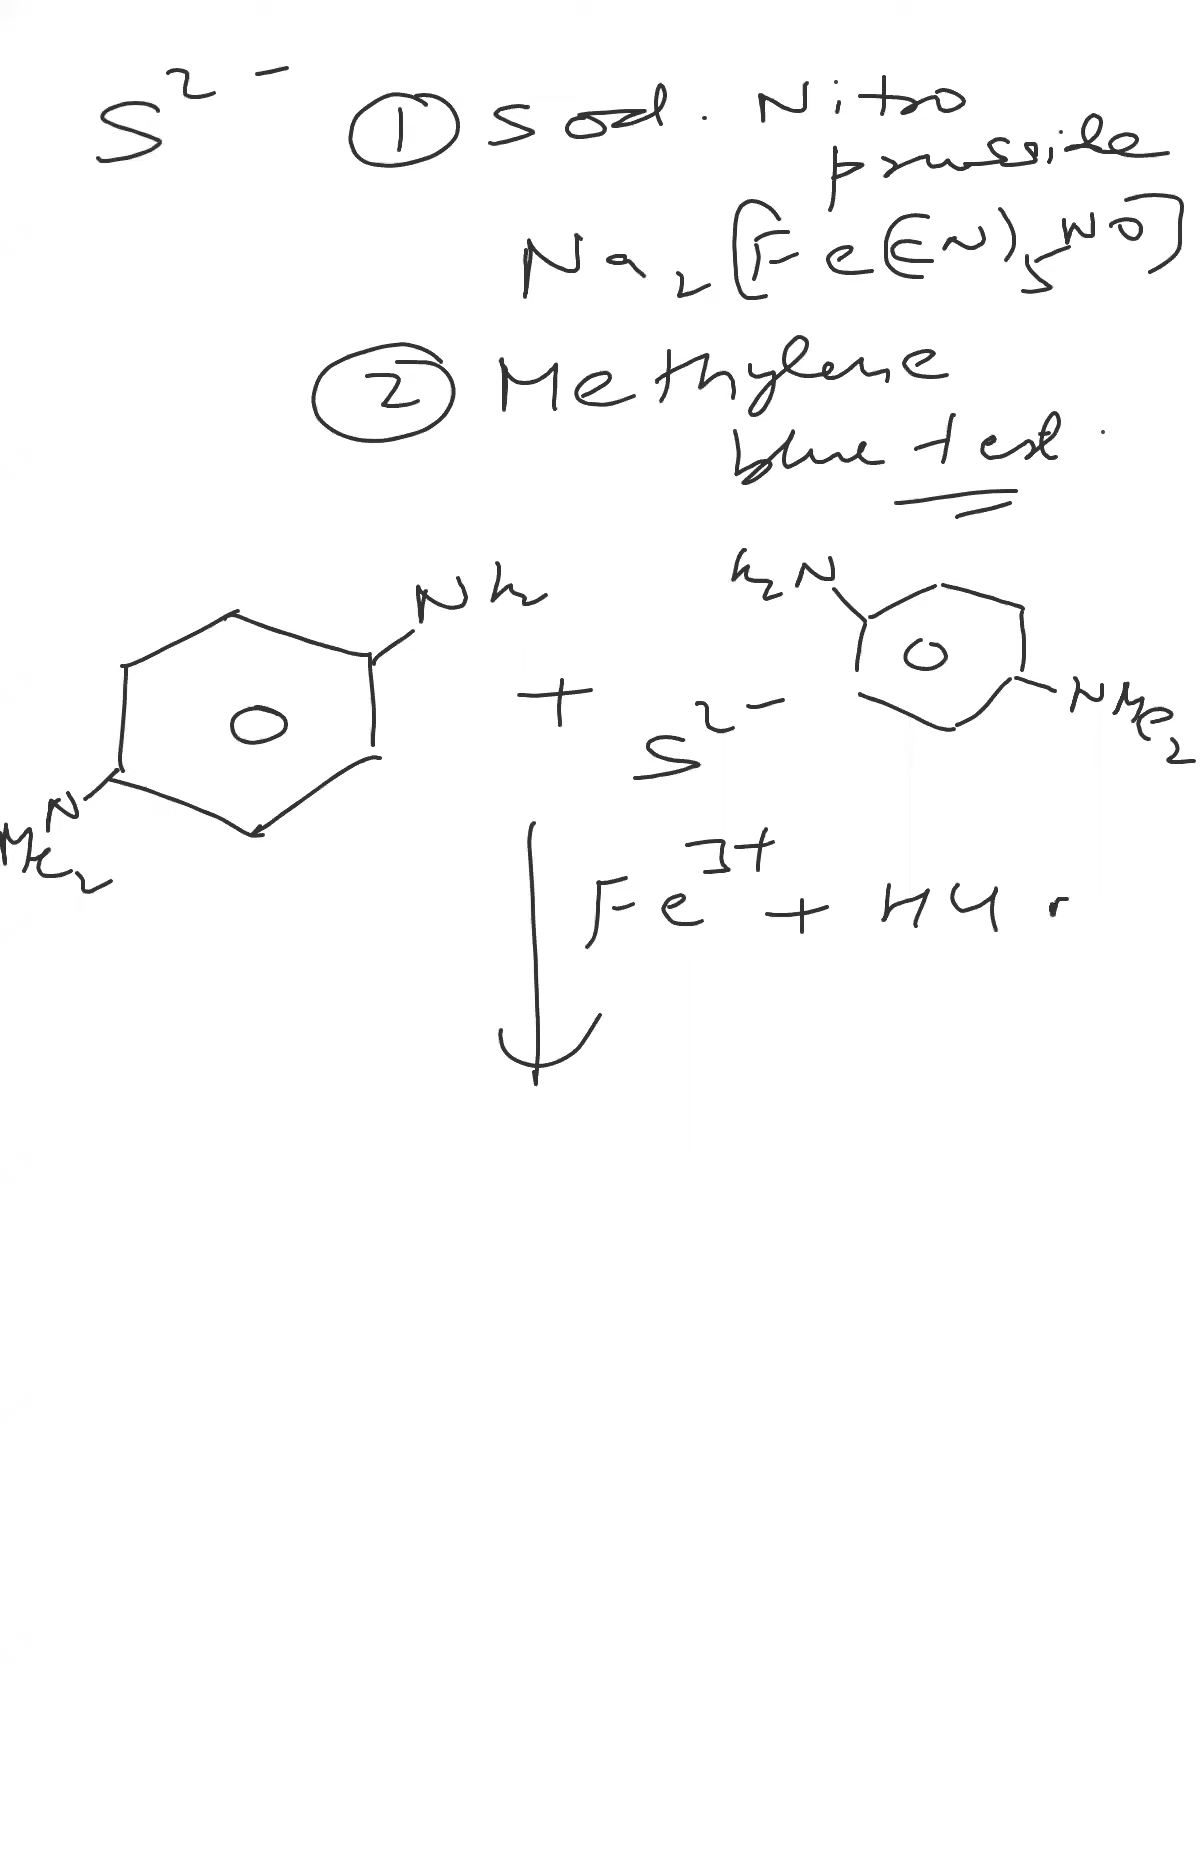 S²⁻ ① Sod. Nitro
prusside
Na₂[Fe(CN)₅NO]
② Methylene
blue test.
NH₂ H₂N
+ S²⁻
NMe₂ NMe₂
Fe³⁺ + HCl